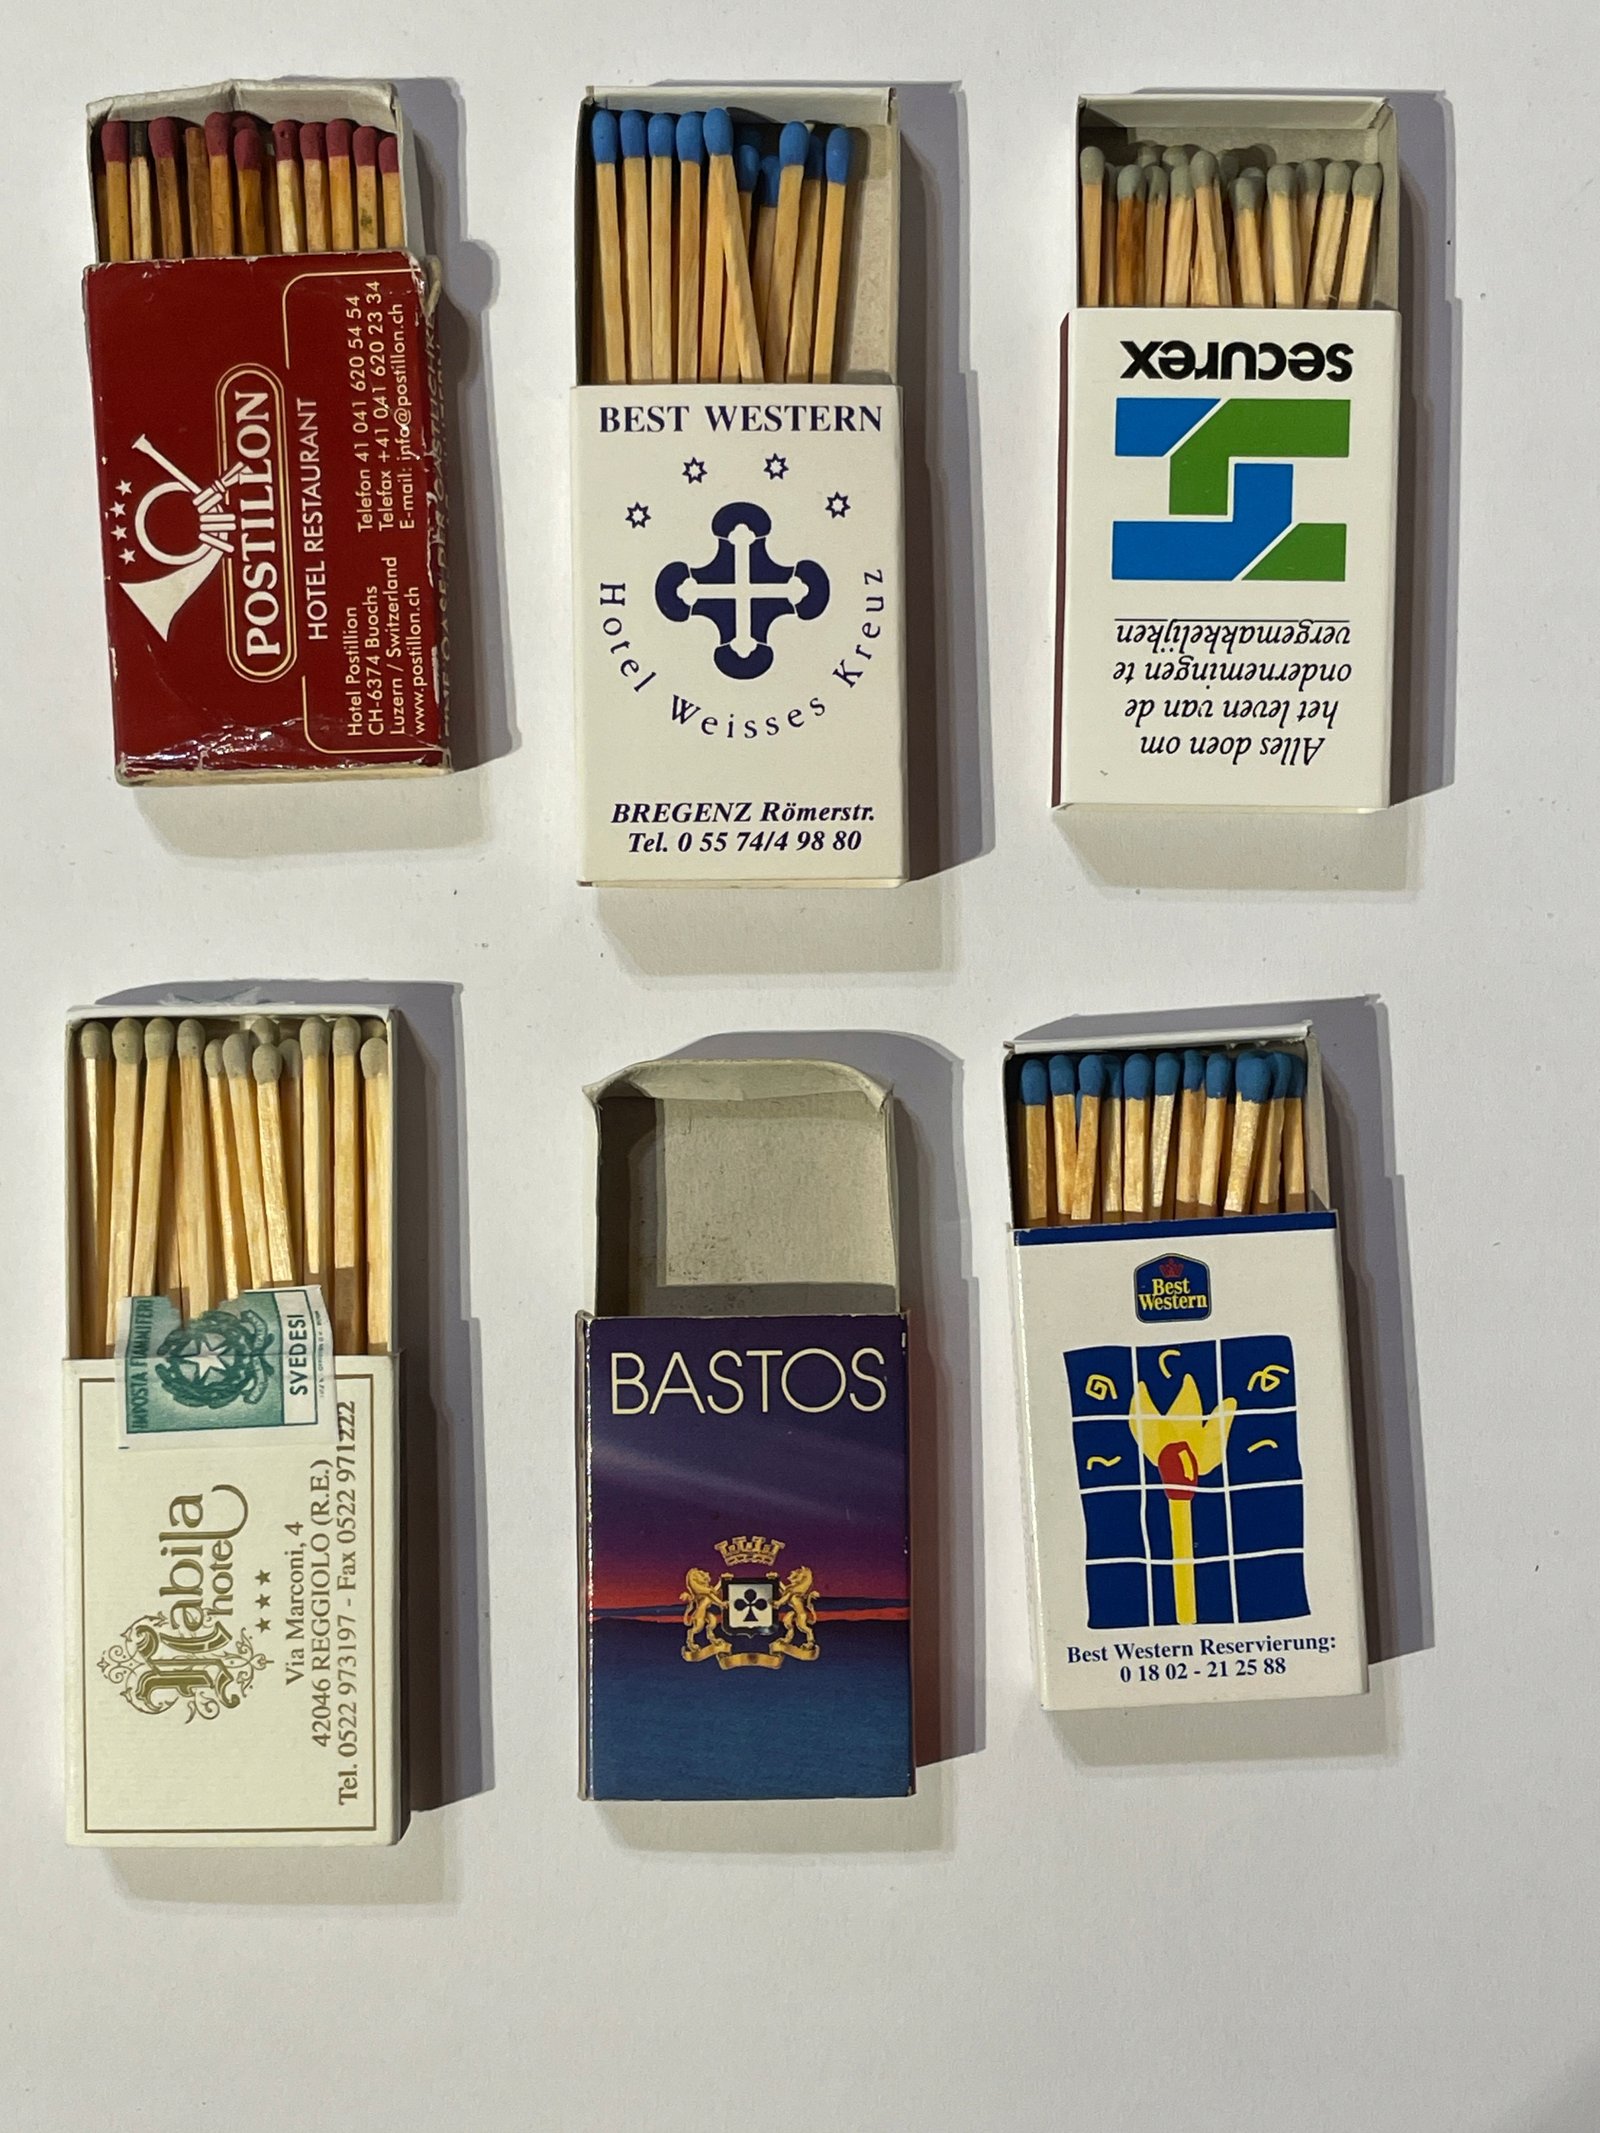 POSTILLON
HOTEL RESTAURANT
Hotel Postillion
CH-6374 Buochs
Luzern / Switzerland
www.postillon.ch
Telefon 41 041 620 54 54
Telefax +41 041 620 23 34
E-mail: info@postillon.ch
BEST WESTERN
Hotel Weisses Kreuz
BREGENZ Römerstr.
Tel. 0 55 74/4 98 80
securex
Alles doen om
het leven van de
ondernemingen te
vergemakkelijken
IMPOSTA FIAMMIFERI
SVEDESI
Mabila
hotel
Via Marconi, 4
42046 REGGIOLO (R.E.)
Tel. 0522 973197 - Fax 0522 971222
BASTOS
Best
Western
Best Western Reservierung:
0 18 02 - 21 25 88